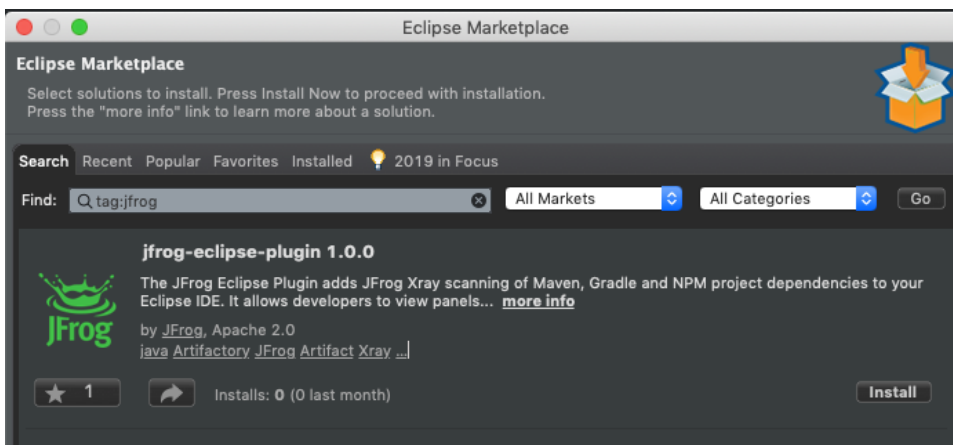 Eclipse Marketplace
Eclipse Marketplace
Select solutions to install. Press Install Now to proceed with installation.
Press the "more info" link to learn more about a solution.
Search Recent Popular Favorites Installed 2019 in Focus
Find: tag:jfrog All Markets All Categories Go
jfrog-eclipse-plugin 1.0.0
The JFrog Eclipse Plugin adds JFrog Xray scanning of Maven, Gradle and NPM project dependencies to your
Eclipse IDE. It allows developers to view panels... more info
JFrog
by JFrog, Apache 2.0
java Artifactory JFrog Artifact Xray ...
1 Installs: 0 (0 last month) Install